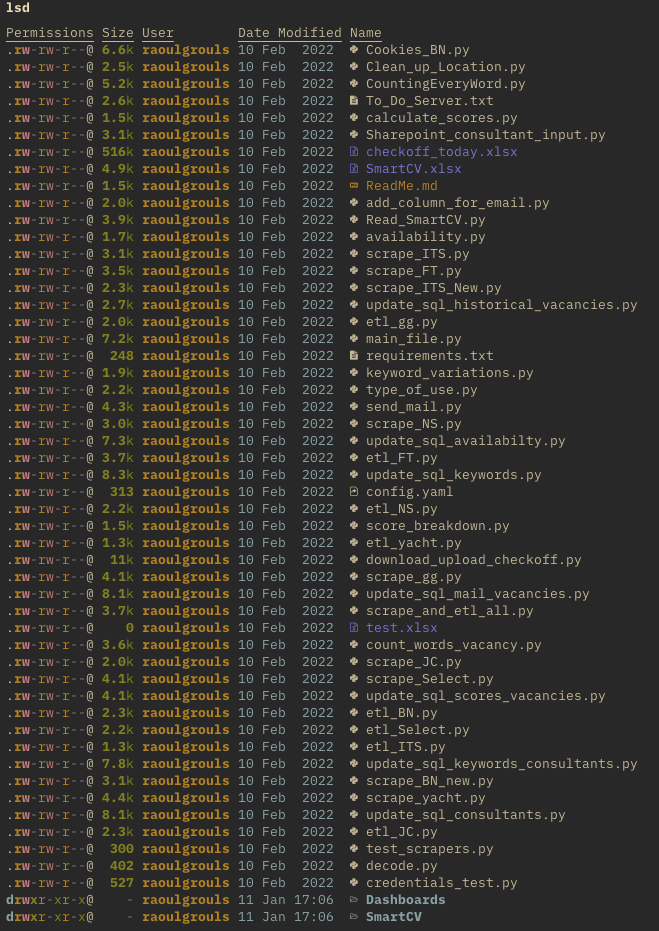 lsd
Permissions Size User Date Modified Name
.rw-rw-r--@ 6.6k raoulgrouls 10 Feb 2022 Cookies_BN.py
.rw-rw-r--@ 2.5k raoulgrouls 10 Feb 2022 Clean_up_Location.py
.rw-rw-r--@ 5.2k raoulgrouls 10 Feb 2022 CountingEveryWord.py
.rw-rw-r--@ 2.6k raoulgrouls 10 Feb 2022 To_Do_Server.txt
.rw-rw-r--@ 1.5k raoulgrouls 10 Feb 2022 calculate_scores.py
.rw-rw-r--@ 3.1k raoulgrouls 10 Feb 2022 Sharepoint_consultant_input.py
.rw-rw-r--@ 516k raoulgrouls 10 Feb 2022 checkoff_today.xlsx
.rw-rw-r--@ 4.9k raoulgrouls 10 Feb 2022 SmartCV.xlsx
.rw-rw-r--@ 1.5k raoulgrouls 10 Feb 2022 ReadMe.md
.rw-rw-r--@ 2.0k raoulgrouls 10 Feb 2022 add_column_for_email.py
.rw-rw-r--@ 3.9k raoulgrouls 10 Feb 2022 Read_SmartCV.py
.rw-rw-r--@ 1.7k raoulgrouls 10 Feb 2022 availability.py
.rw-rw-r--@ 3.1k raoulgrouls 10 Feb 2022 scrape_ITS.py
.rw-rw-r--@ 3.5k raoulgrouls 10 Feb 2022 scrape_FT.py
.rw-rw-r--@ 2.3k raoulgrouls 10 Feb 2022 scrape_ITS_New.py
.rw-rw-r--@ 2.7k raoulgrouls 10 Feb 2022 update_sql_historical_vacancies.py
.rw-rw-r--@ 2.0k raoulgrouls 10 Feb 2022 etl_gg.py
.rw-rw-r--@ 7.2k raoulgrouls 10 Feb 2022 main_file.py
.rw-rw-r--@ 248 raoulgrouls 10 Feb 2022 requirements.txt
.rw-rw-r--@ 1.9k raoulgrouls 10 Feb 2022 keyword_variations.py
.rw-rw-r--@ 2.2k raoulgrouls 10 Feb 2022 type_of_use.py
.rw-rw-r--@ 4.3k raoulgrouls 10 Feb 2022 send_mail.py
.rw-rw-r--@ 3.0k raoulgrouls 10 Feb 2022 scrape_NS.py
.rw-rw-r--@ 7.3k raoulgrouls 10 Feb 2022 update_sql_availabilty.py
.rw-rw-r--@ 3.7k raoulgrouls 10 Feb 2022 etl_FT.py
.rw-rw-r--@ 8.3k raoulgrouls 10 Feb 2022 update_sql_keywords.py
.rw-rw-r--@ 313 raoulgrouls 10 Feb 2022 config.yaml
.rw-rw-r--@ 2.2k raoulgrouls 10 Feb 2022 etl_NS.py
.rw-rw-r--@ 1.5k raoulgrouls 10 Feb 2022 score_breakdown.py
.rw-rw-r--@ 1.3k raoulgrouls 10 Feb 2022 etl_yacht.py
.rw-rw-r--@ 11k raoulgrouls 10 Feb 2022 download_upload_checkoff.py
.rw-rw-r--@ 4.1k raoulgrouls 10 Feb 2022 scrape_gg.py
.rw-rw-r--@ 8.1k raoulgrouls 10 Feb 2022 update_sql_mail_vacancies.py
.rw-rw-r--@ 3.7k raoulgrouls 10 Feb 2022 scrape_and_etl_all.py
.rw-rw-r--@ 0 raoulgrouls 10 Feb 2022 test.xlsx
.rw-rw-r--@ 3.6k raoulgrouls 10 Feb 2022 count_words_vacancy.py
.rw-rw-r--@ 2.0k raoulgrouls 10 Feb 2022 scrape_JC.py
.rw-rw-r--@ 4.1k raoulgrouls 10 Feb 2022 scrape_Select.py
.rw-rw-r--@ 4.1k raoulgrouls 10 Feb 2022 update_sql_scores_vacancies.py
.rw-rw-r--@ 2.3k raoulgrouls 10 Feb 2022 etl_BN.py
.rw-rw-r--@ 2.2k raoulgrouls 10 Feb 2022 etl_Select.py
.rw-rw-r--@ 1.3k raoulgrouls 10 Feb 2022 etl_ITS.py
.rw-rw-r--@ 7.8k raoulgrouls 10 Feb 2022 update_sql_keywords_consultants.py
.rw-rw-r--@ 3.1k raoulgrouls 10 Feb 2022 scrape_BN_new.py
.rw-rw-r--@ 4.4k raoulgrouls 10 Feb 2022 scrape_yacht.py
.rw-rw-r--@ 8.1k raoulgrouls 10 Feb 2022 update_sql_consultants.py
.rw-rw-r--@ 2.3k raoulgrouls 10 Feb 2022 etl_JC.py
.rw-rw-r--@ 300 raoulgrouls 10 Feb 2022 test_scrapers.py
.rw-rw-r--@ 402 raoulgrouls 10 Feb 2022 decode.py
.rw-rw-r--@ 527 raoulgrouls 10 Feb 2022 credentials_test.py
drwxr-xr-x@ - raoulgrouls 11 Jan 17:06 Dashboards
drwxr-xr-x@ - raoulgrouls 11 Jan 17:06 SmartCV